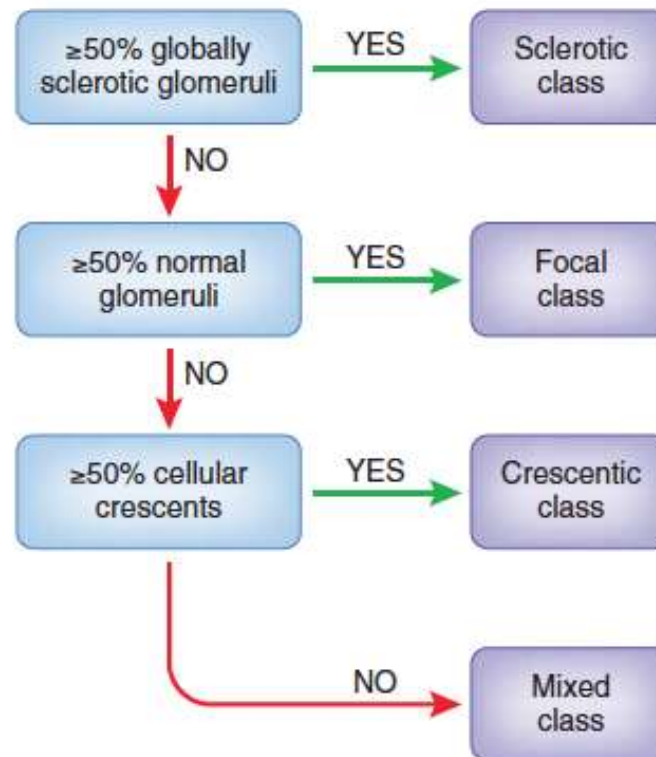 ≥50% globally
sclerotic glomeruli
YES
Sclerotic
class
NO
≥50% normal
glomeruli
YES
Focal
class
NO
≥50% cellular
crescents
YES
Crescentic
class
NO
Mixed
class